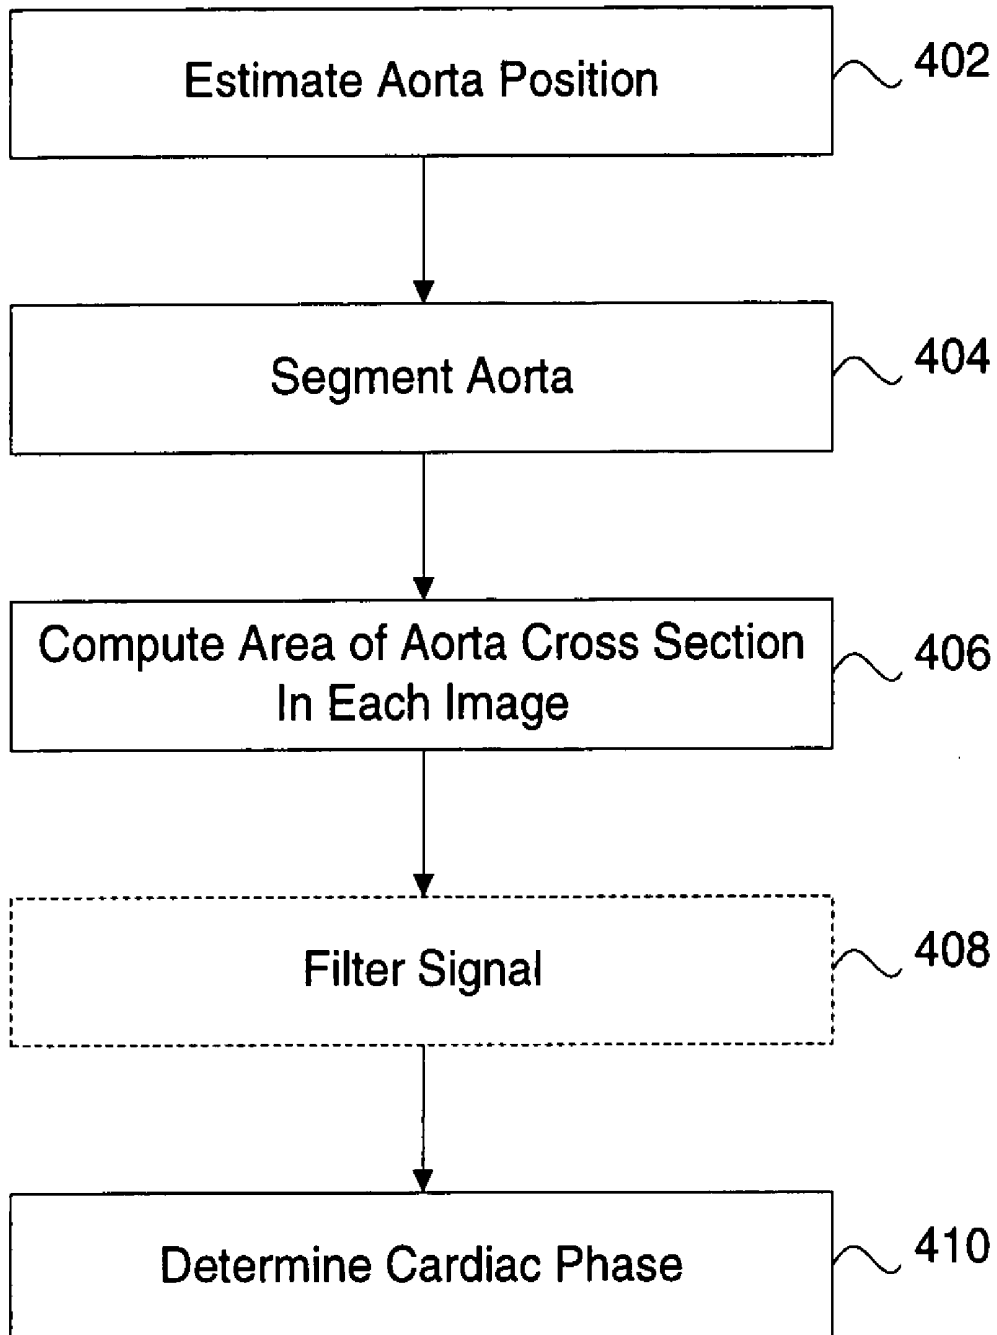 Estimate Aorta Position
402
Segment Aorta
404
Compute Area of Aorta Cross Section
In Each Image
406
Filter Signal
408
Determine Cardiac Phase
410